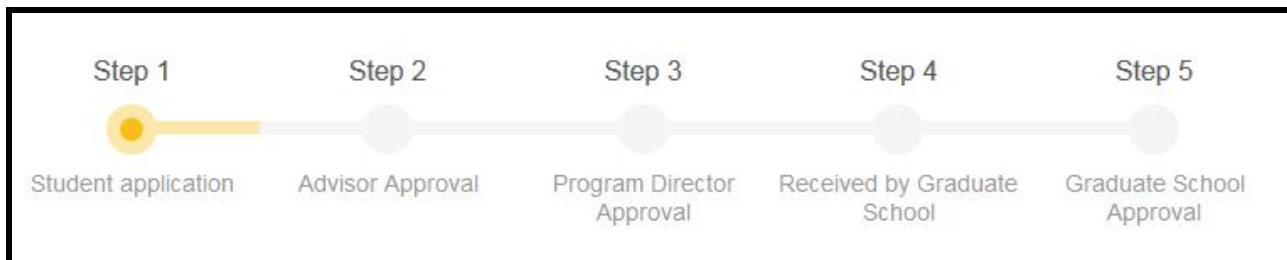 Step 1
Step 2
Step 3
Step 4
Step 5
Student application
Advisor Approval
Program Director
Approval
Received by Graduate
School
Graduate School
Approval